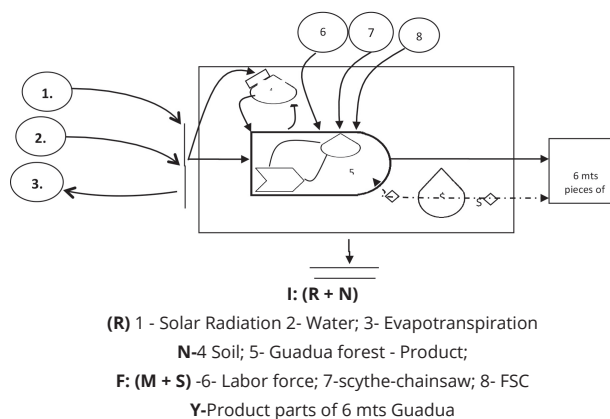 6 7 8
1.
2.
3.
5
$
$
6 mts
pieces of
I: (R + N)
(R) 1 - Solar Radiation 2- Water; 3- Evapotranspiration
N-4 Soil; 5- Guadua forest - Product;
F: (M + S) -6- Labor force; 7-scythe-chainsaw; 8- FSC
Y-Product parts of 6 mts Guadua